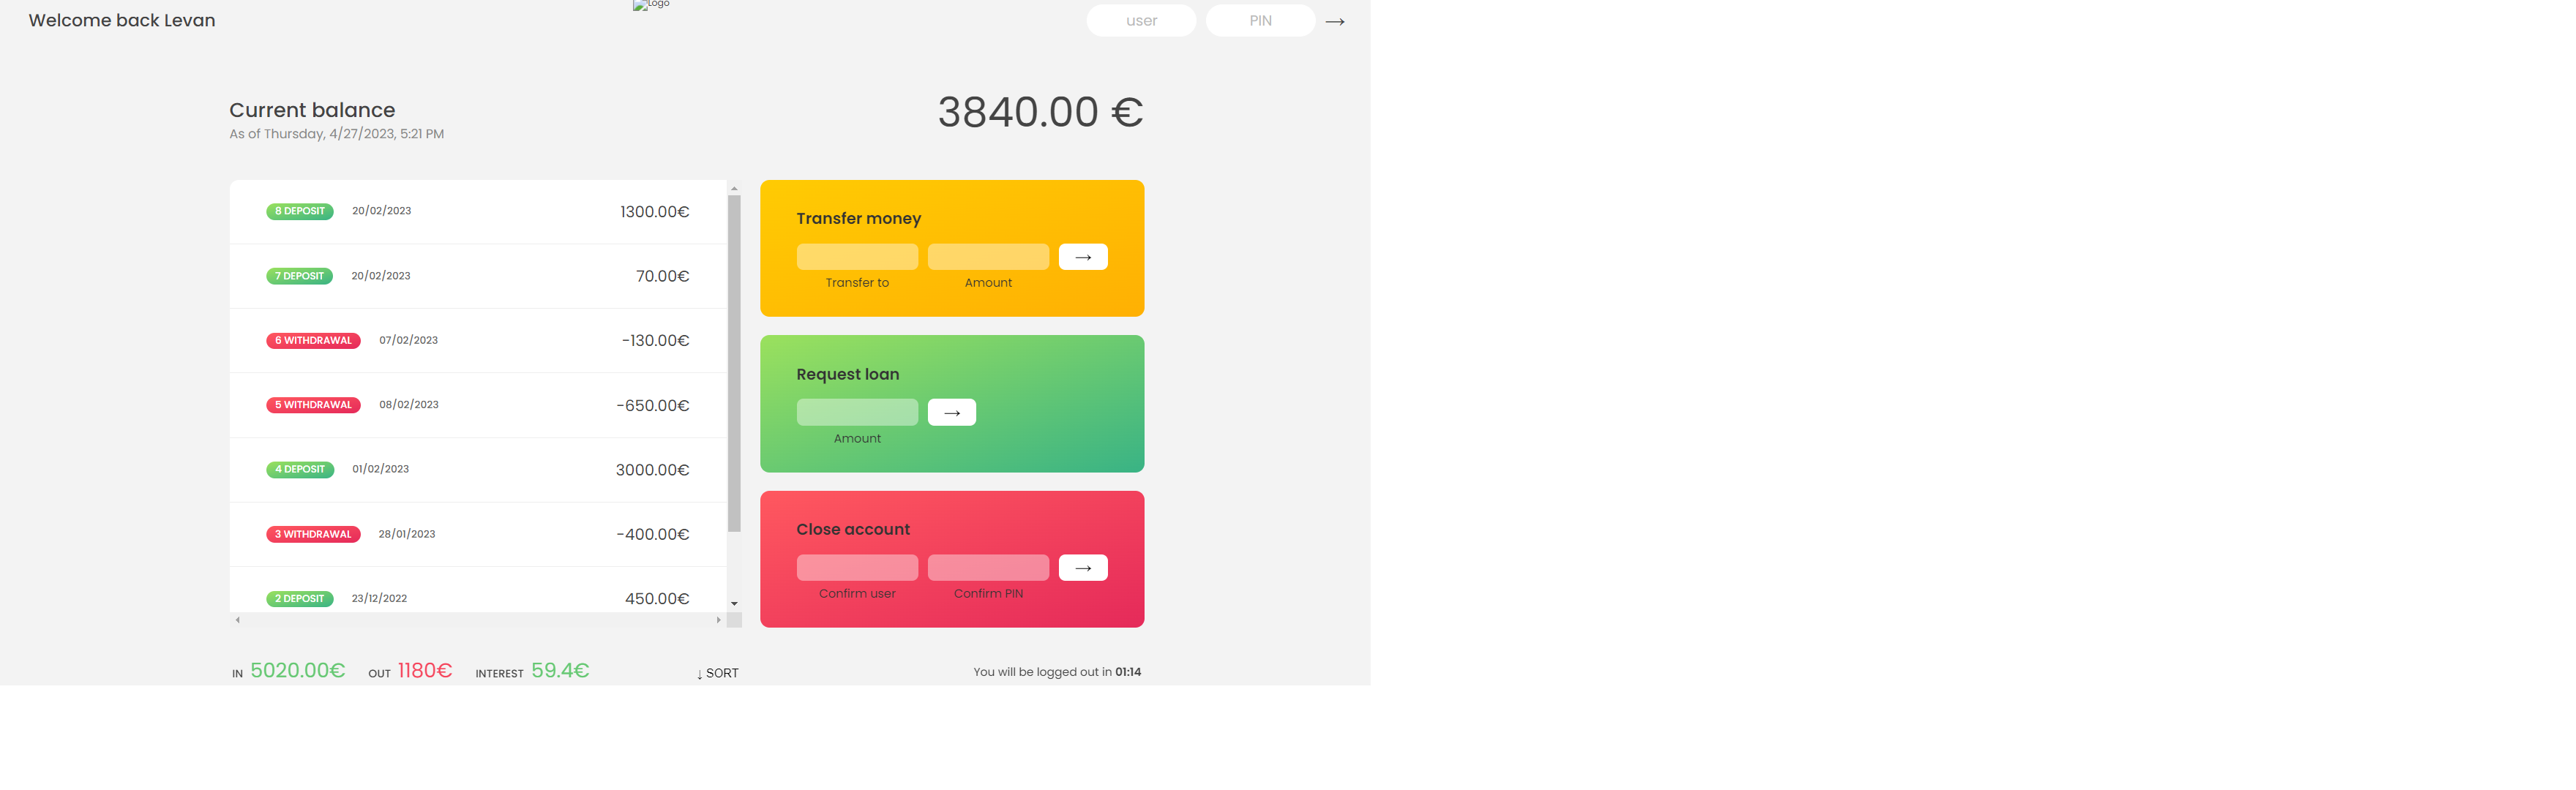 Welcome back Levan
Logo
user
PIN
→
Current balance
As of Thursday, 4/27/2023, 5:21 PM
3840.00 €
8 DEPOSIT 20/02/2023 1300.00€
7 DEPOSIT 20/02/2023 70.00€
6 WITHDRAWAL 07/02/2023 -130.00€
5 WITHDRAWAL 08/02/2023 -650.00€
4 DEPOSIT 01/02/2023 3000.00€
3 WITHDRAWAL 28/01/2023 -400.00€
2 DEPOSIT 23/12/2022 450.00€
Transfer money
→
Transfer to Amount
Request loan
→
Amount
Close account
→
Confirm user Confirm PIN
IN 5020.00€ OUT 1180€ INTEREST 59.4€ ↓ SORT
You will be logged out in 01:14